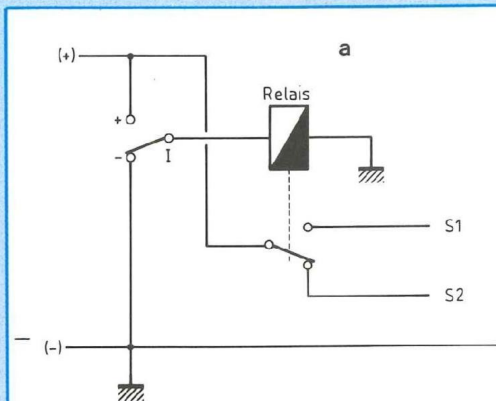 a
(+)
Relais
+
-
I
S1
S2
(-)